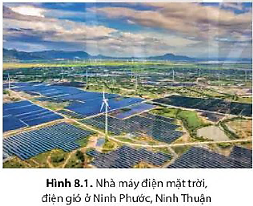 Hình 8.1. Nhà máy điện mặt trời,
điện gió ở Ninh Phước, Ninh Thuận